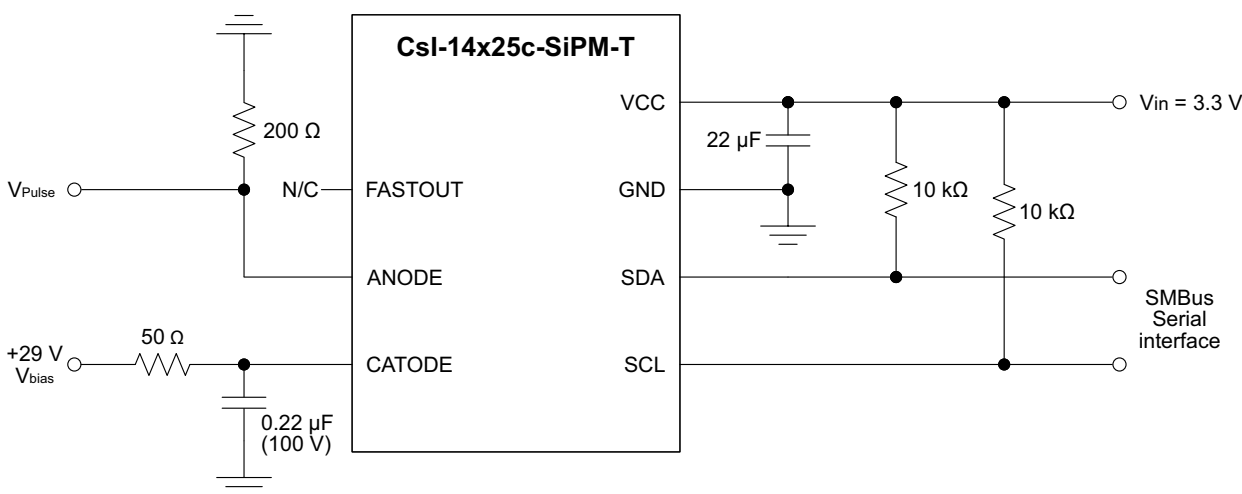 CsI-14x25c-SiPM-T
200 Ω
VPulse
N/C
FASTOUT
ANODE
50 Ω
+29 V
Vbias
CATODE
0.22 µF
(100 V)
VCC
22 µF
GND
SDA
SCL
Vin = 3.3 V
10 kΩ
10 kΩ
SMBus
Serial
interface